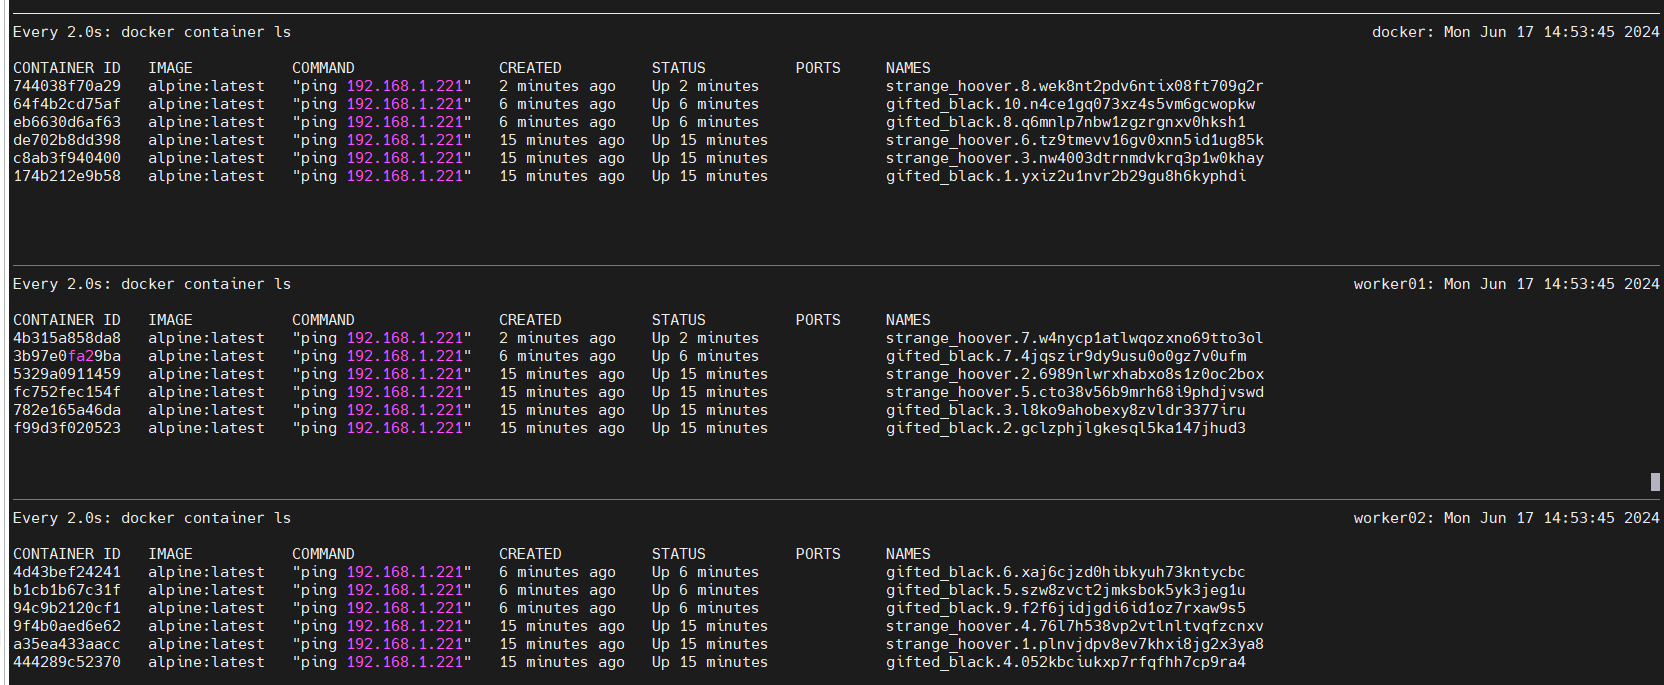 Every 2.0s: docker container ls docker: Mon Jun 17 14:53:45 2024
CONTAINER ID IMAGE COMMAND CREATED STATUS PORTS NAMES
744038f70a29 alpine:latest "ping 192.168.1.221" 2 minutes ago Up 2 minutes strange_hoover.8.wek8nt2pdv6ntix08ft709g2r
64f4b2cd75af alpine:latest "ping 192.168.1.221" 6 minutes ago Up 6 minutes gifted_black.10.n4ce1gq073xz4s5vm6gcwopkw
eb6630d6af63 alpine:latest "ping 192.168.1.221" 6 minutes ago Up 6 minutes gifted_black.8.q6mnlp7nbw1zgzrgnxv0hksh1
de702b8dd398 alpine:latest "ping 192.168.1.221" 15 minutes ago Up 15 minutes strange_hoover.6.tz9tmevv16gv0xnn5id1ug85k
c8ab3f940400 alpine:latest "ping 192.168.1.221" 15 minutes ago Up 15 minutes strange_hoover.3.nw4003dtrnmdvkrq3p1w0khay
174b212e9b58 alpine:latest "ping 192.168.1.221" 15 minutes ago Up 15 minutes gifted_black.1.yxiz2u1nvr2b29gu8h6kyphdi
Every 2.0s: docker container ls worker01: Mon Jun 17 14:53:45 2024
CONTAINER ID IMAGE COMMAND CREATED STATUS PORTS NAMES
4b315a858da8 alpine:latest "ping 192.168.1.221" 2 minutes ago Up 2 minutes strange_hoover.7.w4nycp1atlwqozxno69tto3ol
3b97e0fa29ba alpine:latest "ping 192.168.1.221" 6 minutes ago Up 6 minutes gifted_black.7.4jqszir9dy9usu0o0gz7v0ufm
5329a0911459 alpine:latest "ping 192.168.1.221" 15 minutes ago Up 15 minutes strange_hoover.2.6989nlwrxhabxo8s1z0oc2box
fc752fec154f alpine:latest "ping 192.168.1.221" 15 minutes ago Up 15 minutes strange_hoover.5.cto38v56b9mrh68i9phdjvswd
782e165a46da alpine:latest "ping 192.168.1.221" 15 minutes ago Up 15 minutes gifted_black.3.l8ko9ahobexy8zvldr3377iru
f99d3f020523 alpine:latest "ping 192.168.1.221" 15 minutes ago Up 15 minutes gifted_black.2.gclzphjlgkesql5ka147jhud3
Every 2.0s: docker container ls worker02: Mon Jun 17 14:53:45 2024
CONTAINER ID IMAGE COMMAND CREATED STATUS PORTS NAMES
4d43bef24241 alpine:latest "ping 192.168.1.221" 6 minutes ago Up 6 minutes gifted_black.6.xaj6cjzd0hibkyuh73kntycbc
b1cb1b67c31f alpine:latest "ping 192.168.1.221" 6 minutes ago Up 6 minutes gifted_black.5.szw8zvct2jmksbok5yk3jeg1u
94c9b2120cf1 alpine:latest "ping 192.168.1.221" 6 minutes ago Up 6 minutes gifted_black.9.f2f6jidjgdi6id1oz7rxaw9s5
9f4b0aed6e62 alpine:latest "ping 192.168.1.221" 15 minutes ago Up 15 minutes strange_hoover.4.76l7h538vp2vtlnltvqfzcnxv
a35ea433aacc alpine:latest "ping 192.168.1.221" 15 minutes ago Up 15 minutes strange_hoover.1.plnvjdpv8ev7khxi8jg2x3ya8
444289c52370 alpine:latest "ping 192.168.1.221" 15 minutes ago Up 15 minutes gifted_black.4.052kbciukxp7rfqfhh7cp9ra4